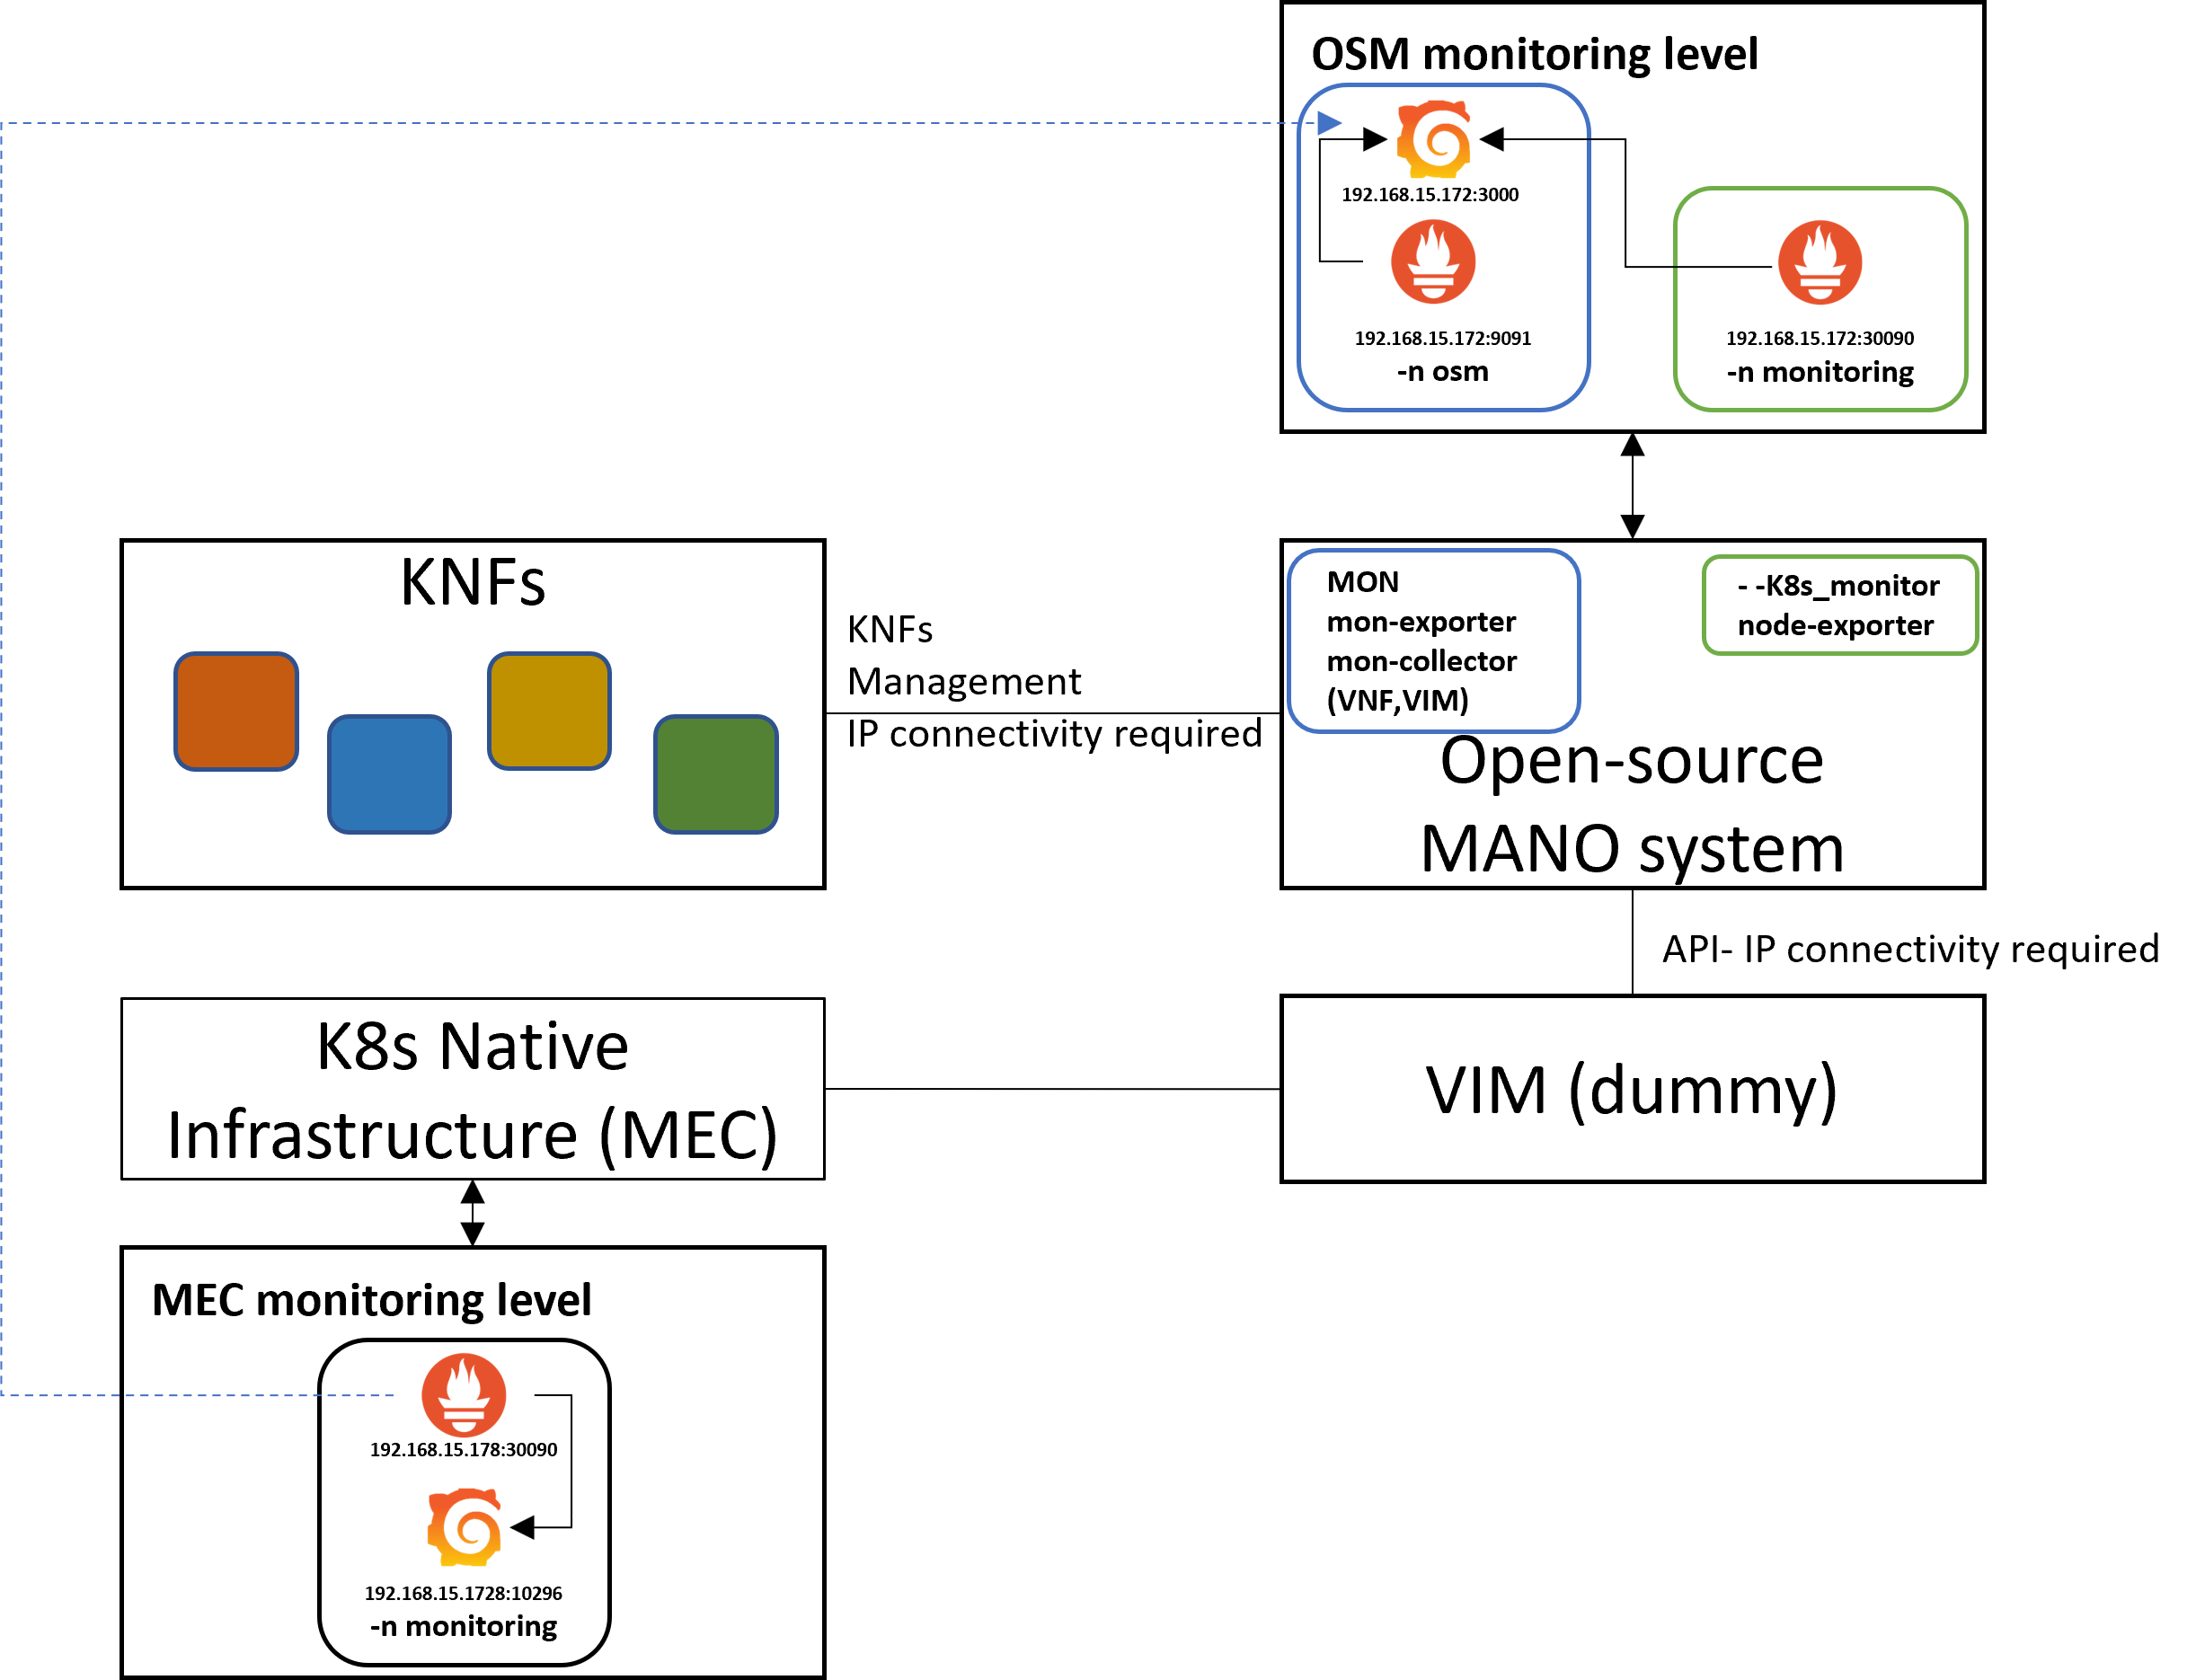 OSM monitoring level
192.168.15.172:3000
192.168.15.172:9091
-n osm
192.168.15.172:30090
-n monitoring
KNFs
KNFs
Management
IP connectivity required
MON
mon-exporter
mon-collector
(VNF,VIM)
- -K8s_monitor
node-exporter
Open-source
MANO system
API- IP connectivity required
K8s Native
Infrastructure (MEC)
VIM (dummy)
MEC monitoring level
192.168.15.178:30090
192.168.15.1728:10296
-n monitoring